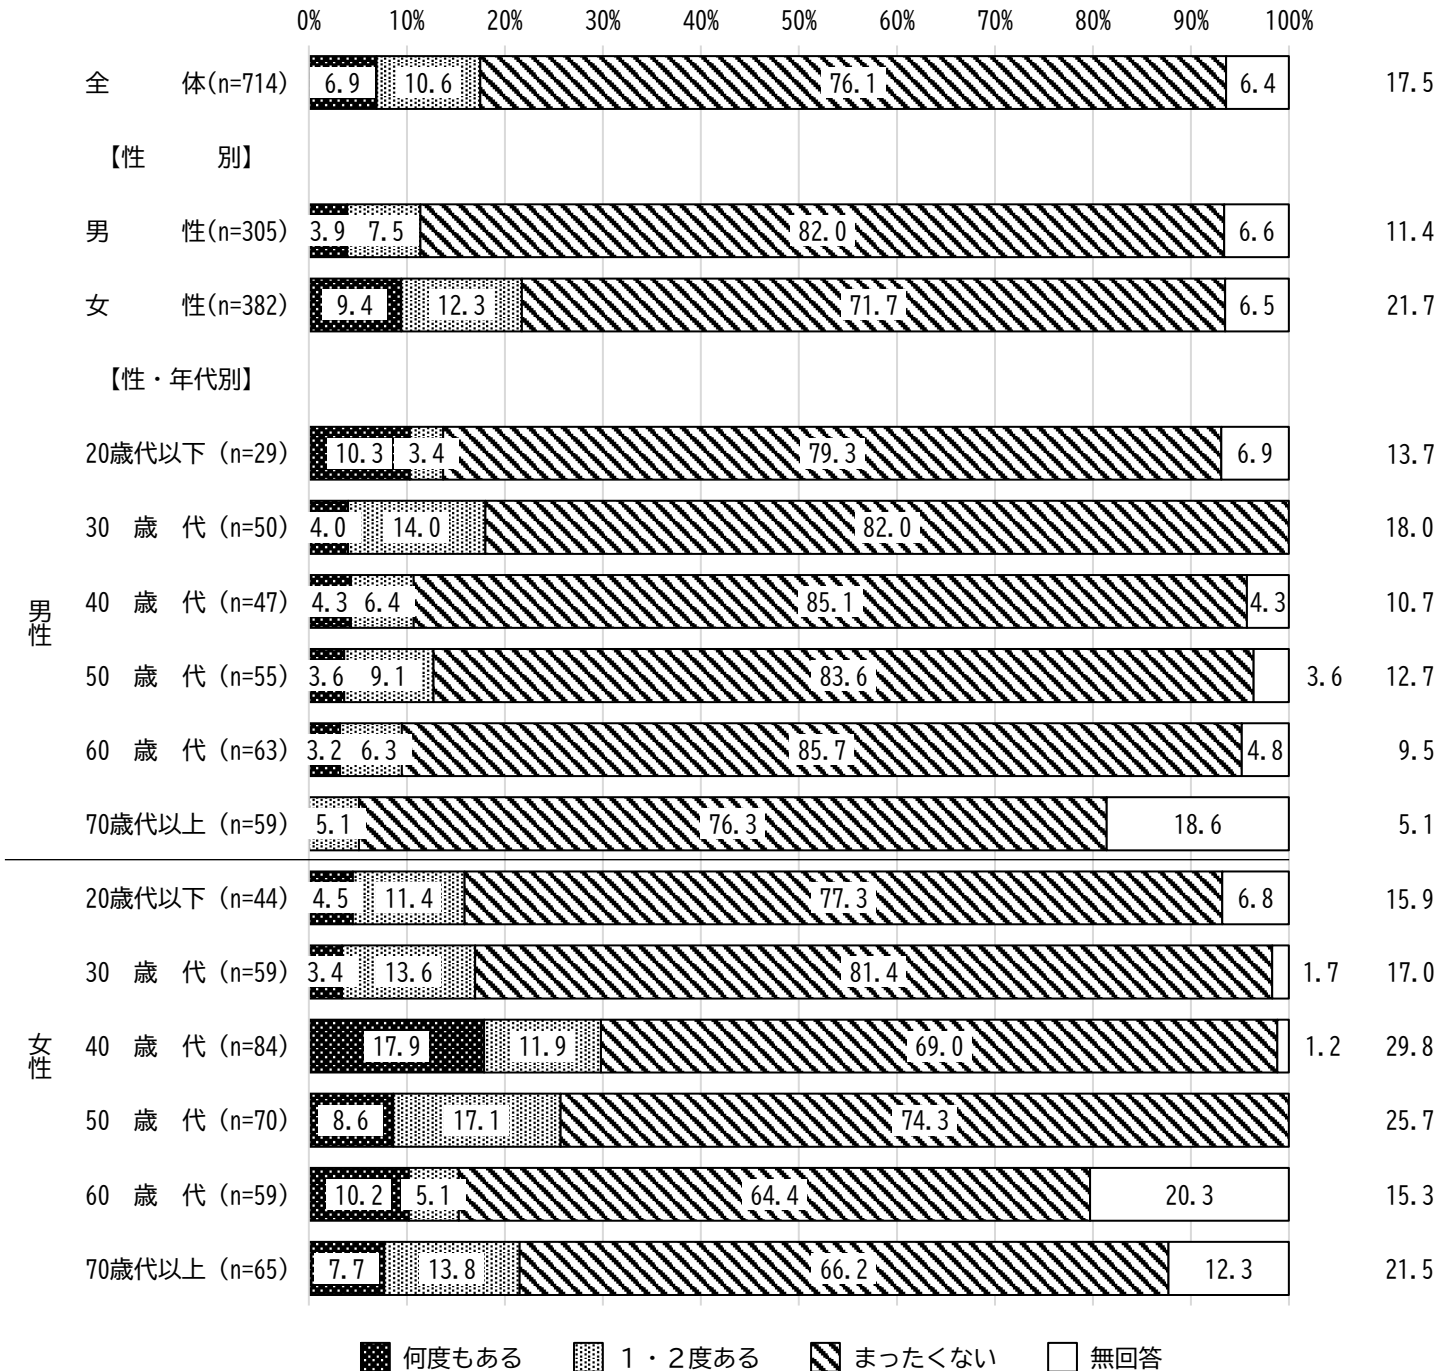 0% 10% 20% 30% 40% 50% 60% 70% 80% 90% 100%
全　　　体(n=714) 6.9 10.6 76.1 6.4 17.5
【性　　　別】
男　　　性(n=305) 3.9 7.5 82.0 6.6 11.4
女　　　性(n=382) 9.4 12.3 71.7 6.5 21.7
【性・年代別】
男性
20歳代以下 (n=29) 10.3 3.4 79.3 6.9 13.7
30　歳　代 (n=50) 4.0 14.0 82.0 18.0
40　歳　代 (n=47) 4.3 6.4 85.1 4.3 10.7
50　歳　代 (n=55) 3.6 9.1 83.6 3.6 12.7
60　歳　代 (n=63) 3.2 6.3 85.7 4.8 9.5
70歳代以上 (n=59) 5.1 76.3 18.6 5.1
女性
20歳代以下 (n=44) 4.5 11.4 77.3 6.8 15.9
30　歳　代 (n=59) 3.4 13.6 81.4 1.7 17.0
40　歳　代 (n=84) 17.9 11.9 69.0 1.2 29.8
50　歳　代 (n=70) 8.6 17.1 74.3 25.7
60　歳　代 (n=59) 10.2 5.1 64.4 20.3 15.3
70歳代以上 (n=65) 7.7 13.8 66.2 12.3 21.5
何度もある １・２度ある まったくない 無回答